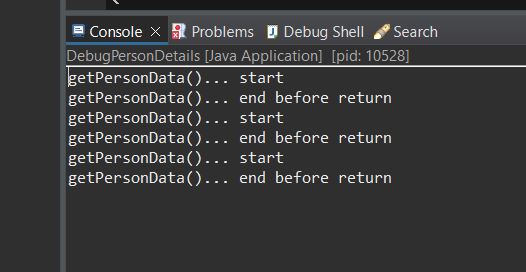 Console Problems Debug Shell Search
DebugPersonDetails [Java Application] [pid: 10528]
getPersonData()... start
getPersonData()... end before return
getPersonData()... start
getPersonData()... end before return
getPersonData()... start
getPersonData()... end before return